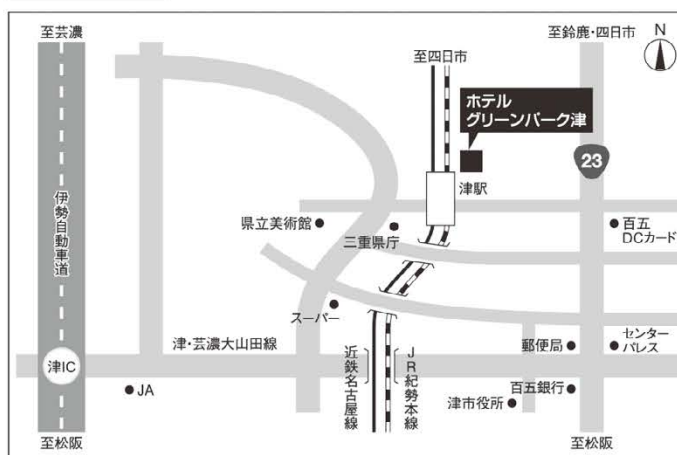 至芸濃
至鈴鹿・四日市
N
至四日市
ホテル
グリーンパーク津
23
津駅
伊勢自動車道
県立美術館
三重県庁
百五
DCカード
スーパー
津・芸濃大山田線
郵便局
センター
パレス
津IC
近鉄名古屋線
JR紀勢本線
JA
百五銀行
津市役所
至松阪
至松阪